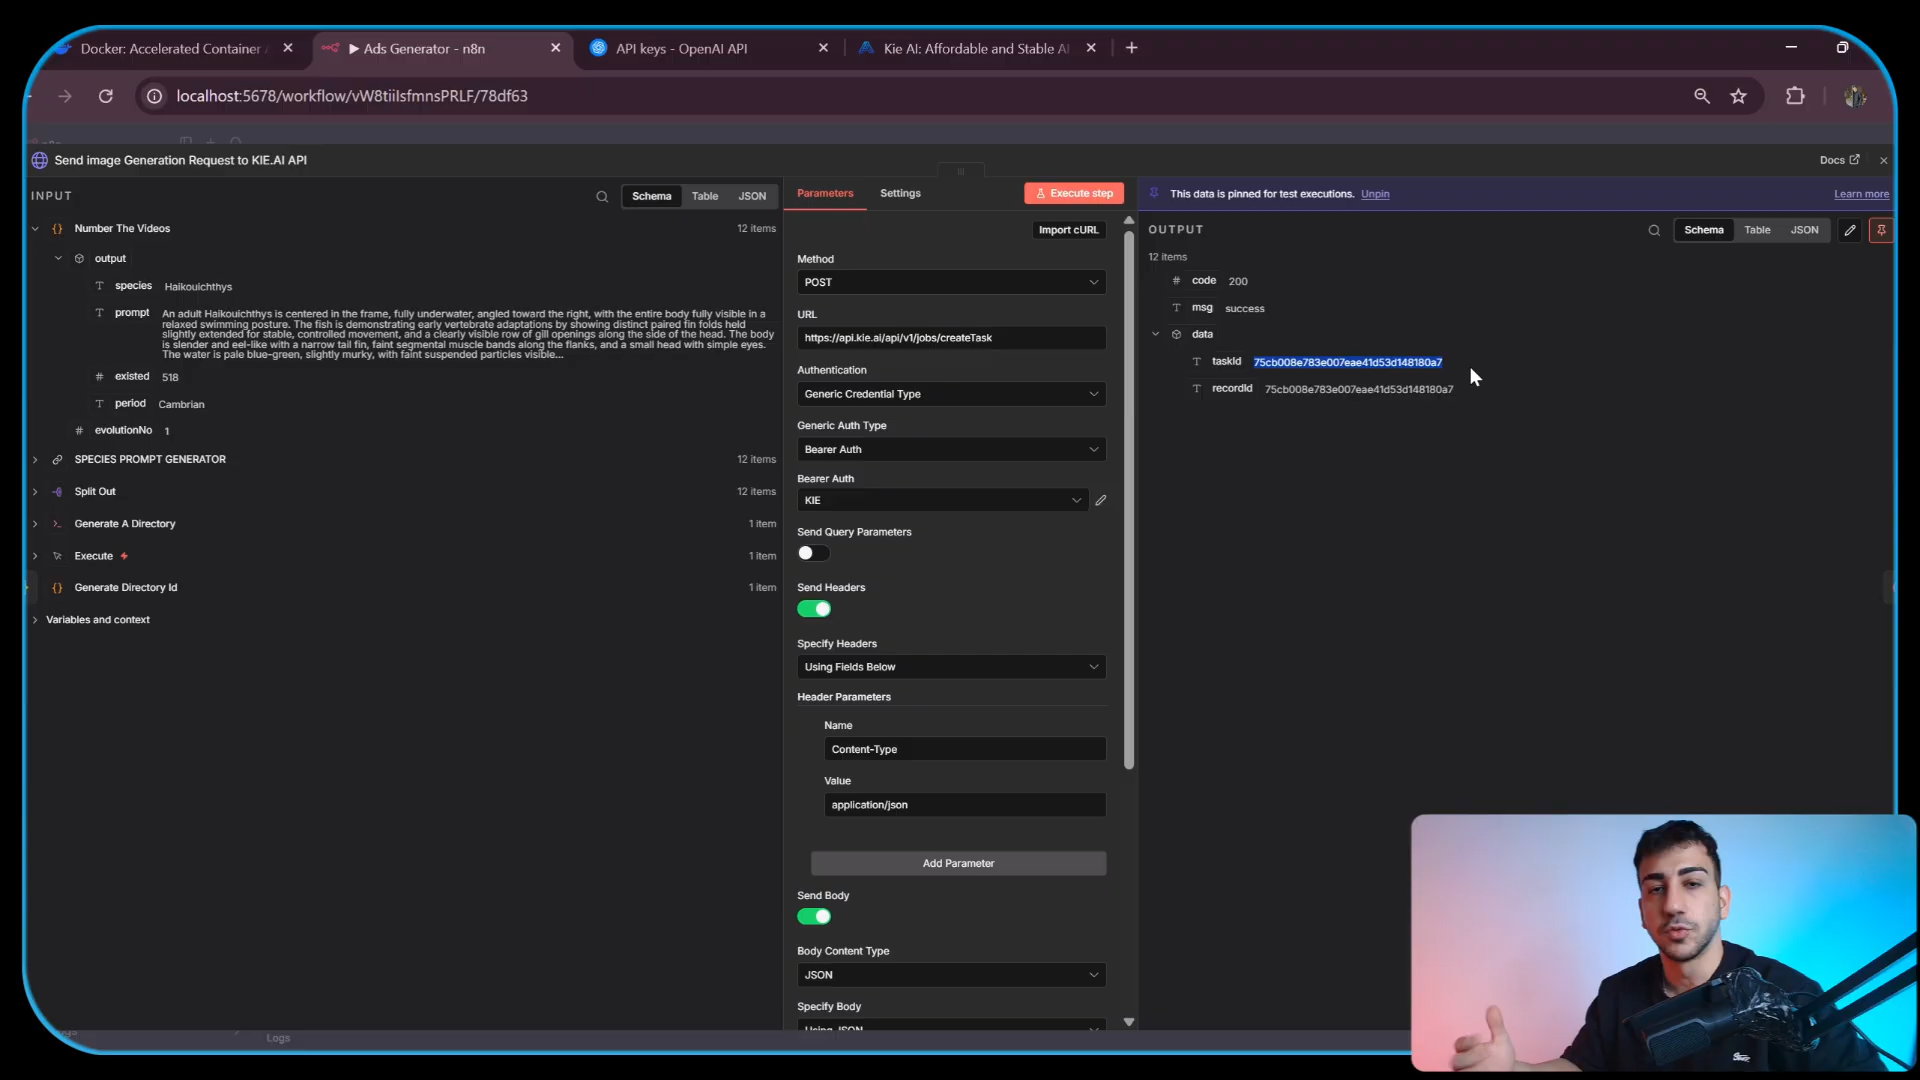 Docker: Accelerated Container
Ads Generator - n8n
API keys - OpenAI API
Kie AI: Affordable and Stable AI
localhost:5678/workflow/vW8tiiIsfmnsPRLF/78df63
Send image Generation Request to KIE.AI API
Docs
INPUT
Schema
Table
JSON
Number The Videos
12 items
output
species
Haikouichthys
prompt
An adult Haikouichthys is centered in the frame, fully underwater, angled toward the right, with the entire body fully visible in a
relaxed swimming posture. The fish is demonstrating early vertebrate adaptations by showing distinct paired fin folds held
slightly extended for stable, controlled movement, and a clearly visible row of gill openings along the side of the head. The body
is slender and eel-like with a narrow tail fin, faint segmental muscle bands along the flanks, and a small head with simple eyes.
The water is pale blue-green, slightly murky, with faint suspended particles visible...
existed
518
period
Cambrian
evolutionNo
1
SPECIES PROMPT GENERATOR
12 items
Split Out
12 items
Generate A Directory
1 item
Execute
1 item
Generate Directory Id
1 item
Variables and context
Logs
Parameters
Settings
Execute step
Import cURL
Method
POST
URL
https://api.kie.ai/api/v1/jobs/createTask
Authentication
Generic Credential Type
Generic Auth Type
Bearer Auth
Bearer Auth
KIE
Send Query Parameters
Send Headers
Specify Headers
Using Fields Below
Header Parameters
Name
Content-Type
Value
application/json
Add Parameter
Send Body
Body Content Type
JSON
Specify Body
Using JSON
This data is pinned for test executions. Unpin
Learn more
OUTPUT
Schema
Table
JSON
12 items
# code 200
T msg success
data
T taskId 75cb008e783e007eae41d53d148180a7
T recordId 75cb008e783e007eae41d53d148180a7